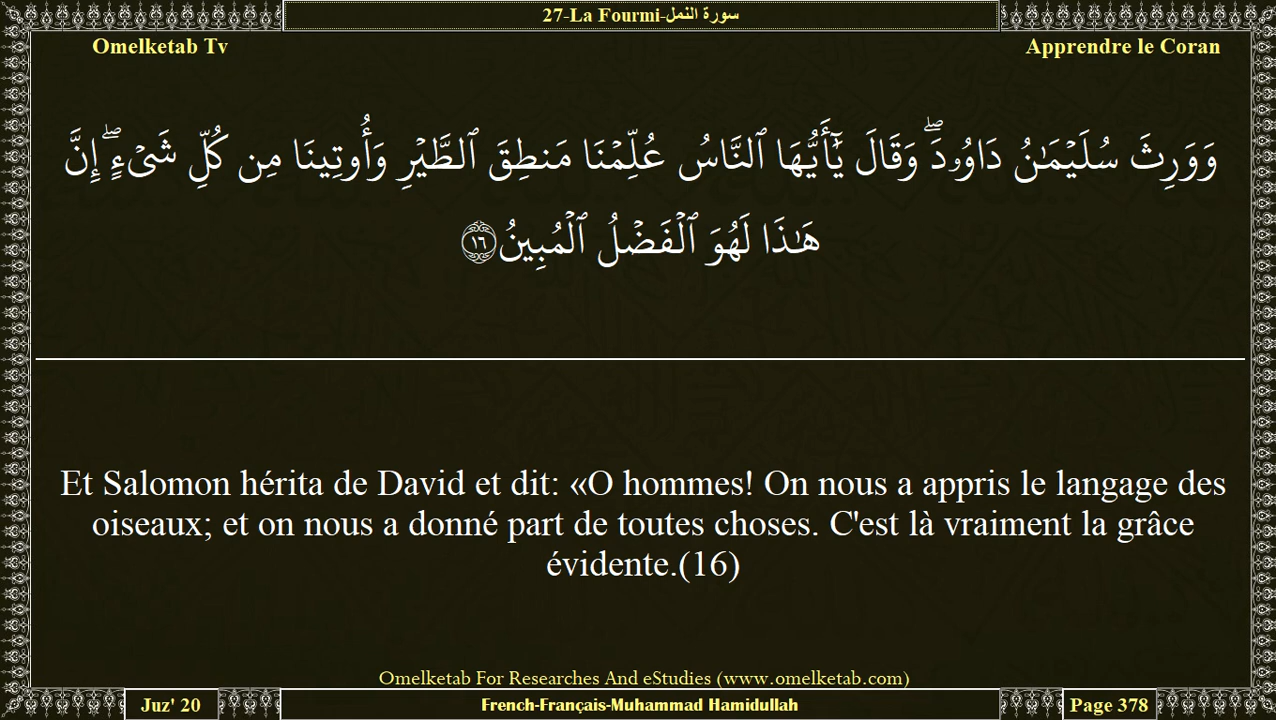 27-La Fourmi-سورة النمل
Omelketab Tv
Apprendre le Coran
وَوَرِثَ سُلَيْمَـٰنُ دَاوُۥدَ ۖ وَقَالَ يَـٰٓأَيُّهَا ٱلنَّاسُ عُلِّمْنَا مَنطِقَ ٱلطَّيْرِ وَأُوتِينَا مِن كُلِّ شَىْءٍ ۖ إِنَّ
هَـٰذَا لَهُوَ ٱلْفَضْلُ ٱلْمُبِينُ ١٦
Et Salomon hérita de David et dit: «O hommes! On nous a appris le langage des
oiseaux; et on nous a donné part de toutes choses. C'est là vraiment la grâce
évidente.(16)
Omelketab For Researches And eStudies (www.omelketab.com)
Juz' 20
French-Français-Muhammad Hamidullah
Page 378